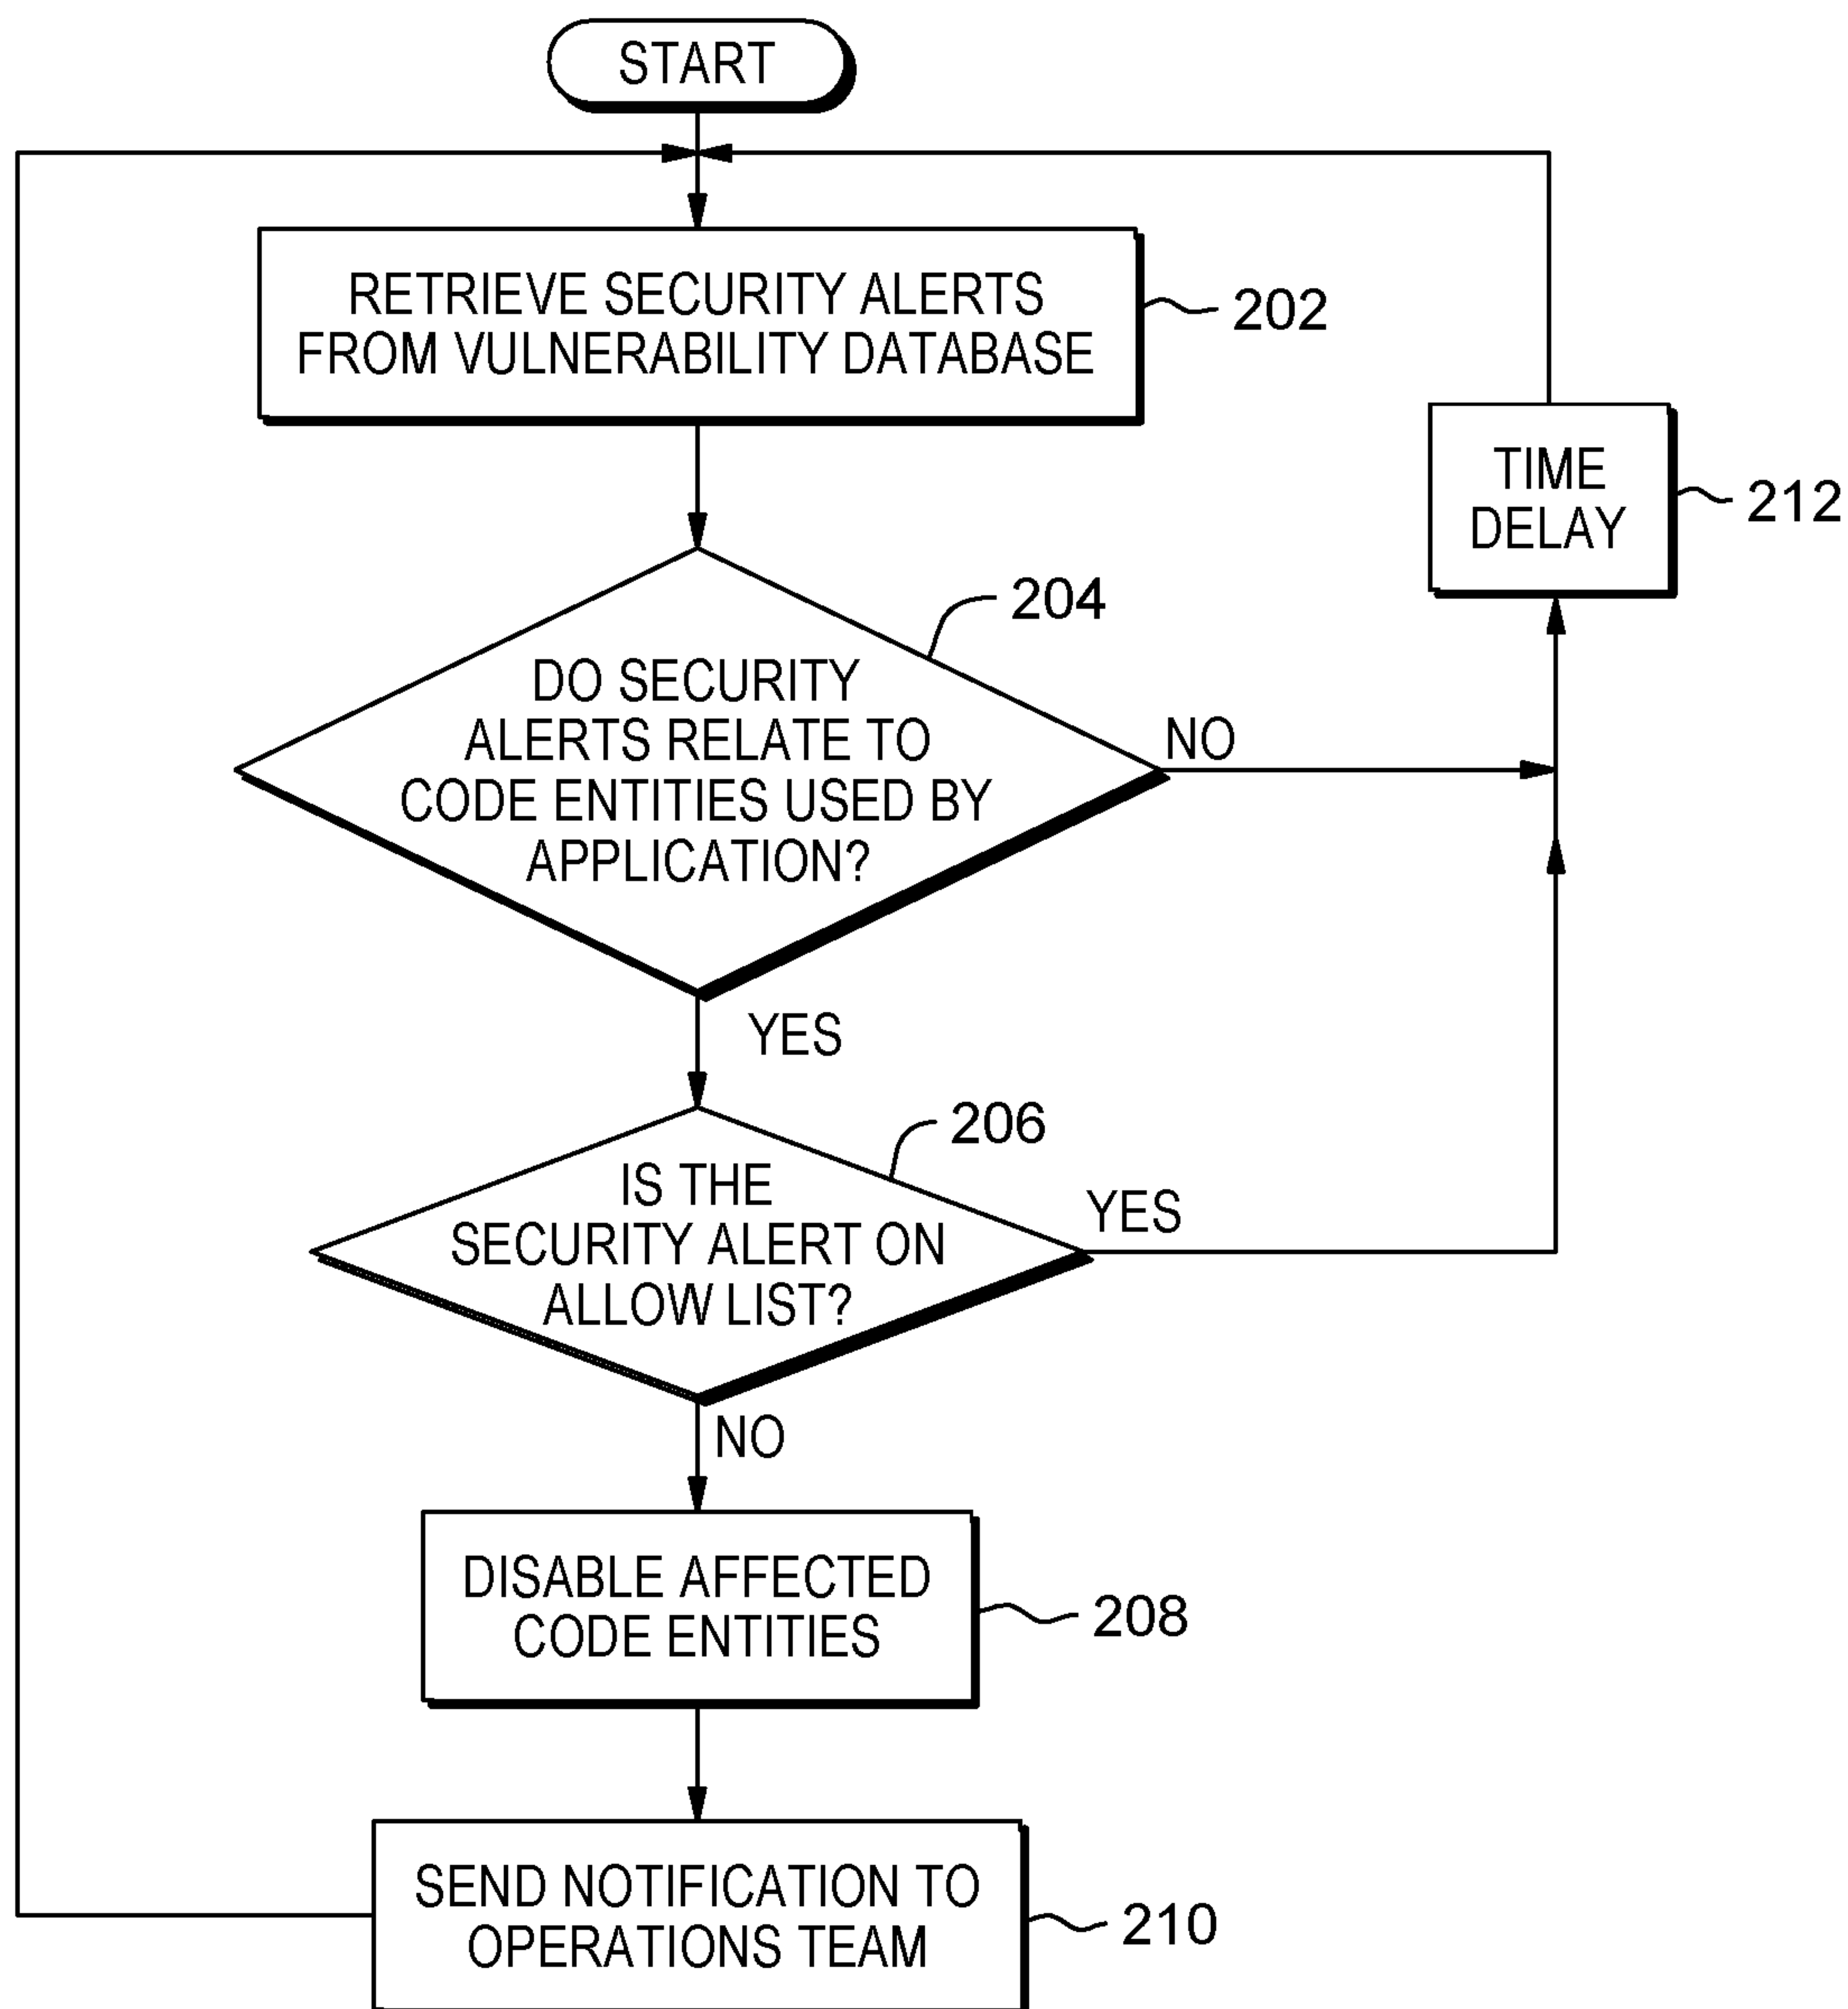 START
RETRIEVE SECURITY ALERTS
FROM VULNERABILITY DATABASE
202
TIME
DELAY
212
204
DO SECURITY
ALERTS RELATE TO
CODE ENTITIES USED BY
APPLICATION?
NO
YES
206
IS THE
SECURITY ALERT ON
ALLOW LIST?
YES
NO
DISABLE AFFECTED
CODE ENTITIES
208
SEND NOTIFICATION TO
OPERATIONS TEAM
210